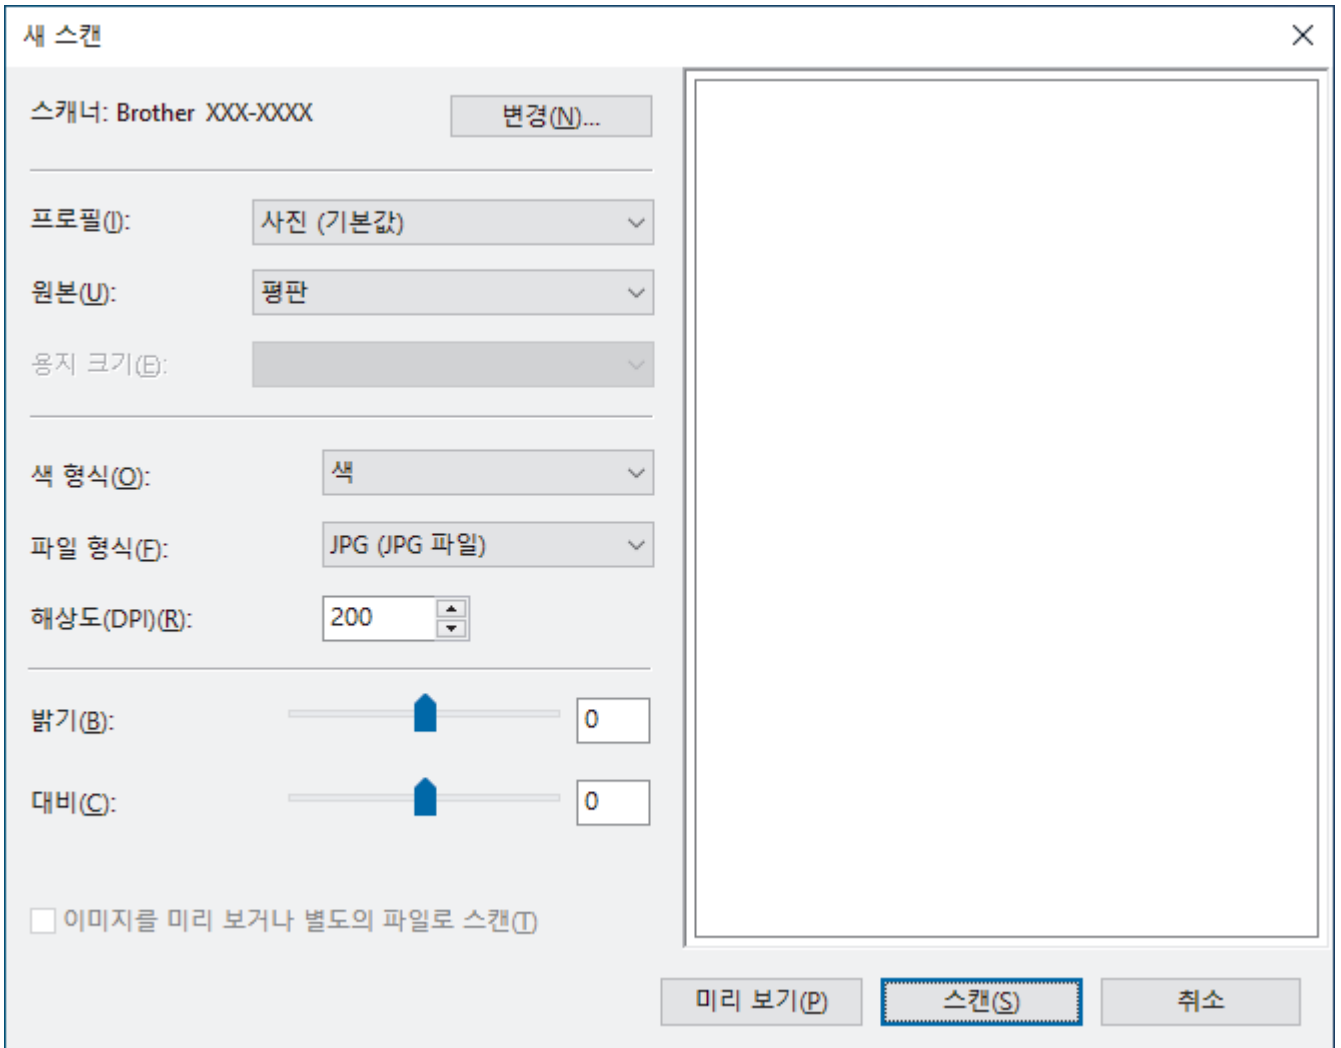 새 스캔
스캐너: Brother XXX-XXXX
변경(N)...
프로필(I):
사진 (기본값)
원본(U):
평판
용지 크기(E):
색 형식(O):
색
파일 형식(F):
JPG (JPG 파일)
해상도(DPI)(R):
200
밝기(B):
0
대비(C):
0
이미지를 미리 보거나 별도의 파일로 스캔(T)
미리 보기(P)
스캔(S)
취소